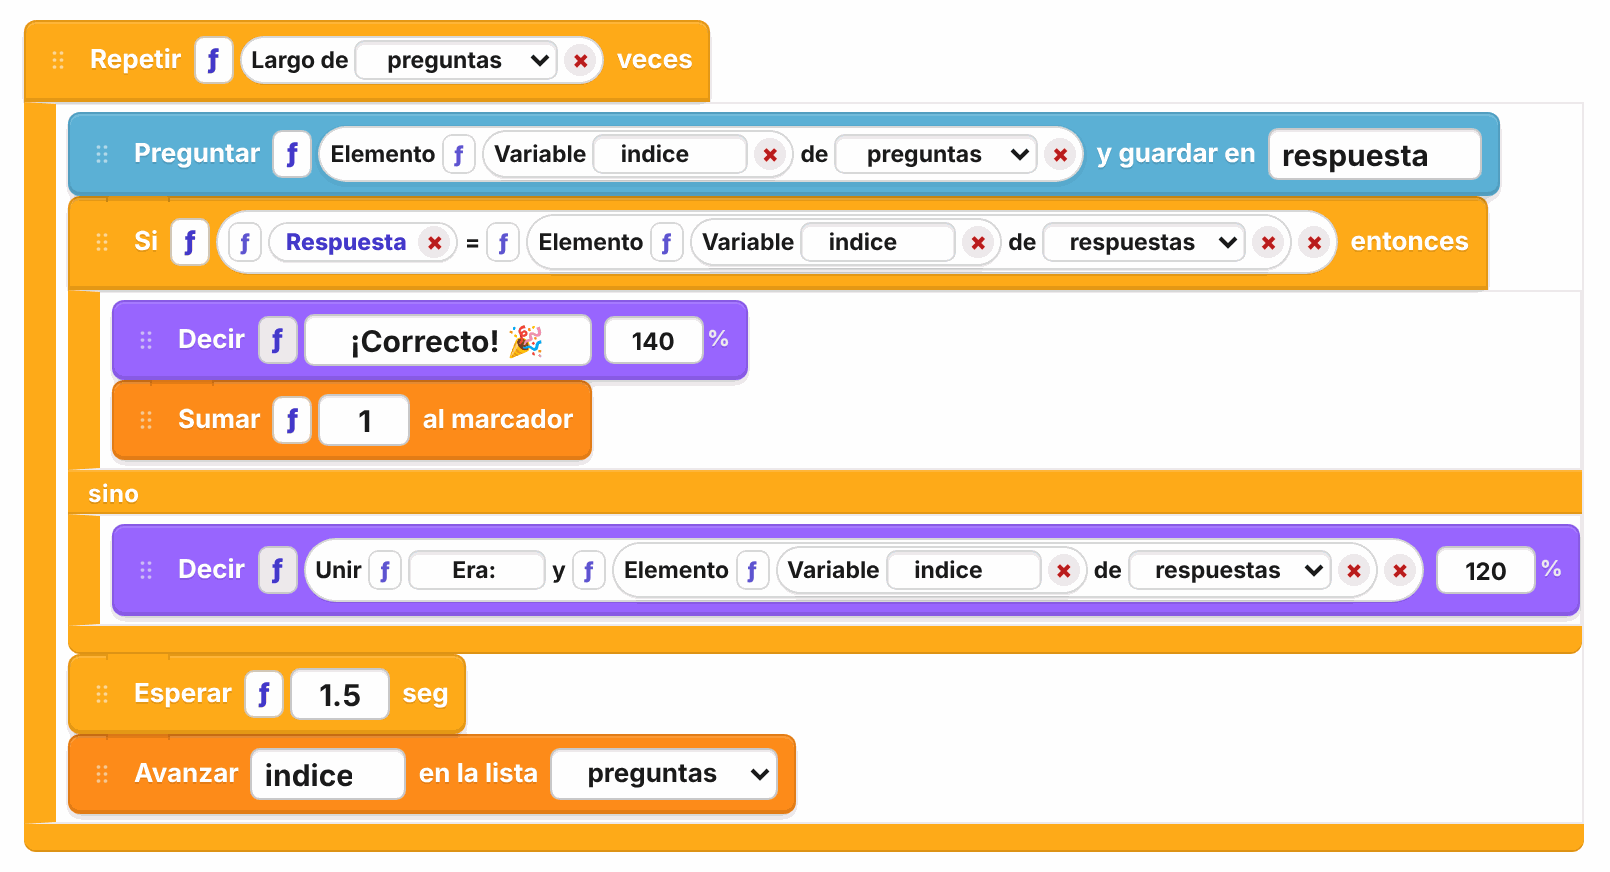 Repetir ƒ Largo de preguntas veces
Preguntar ƒ Elemento ƒ Variable indice de preguntas y guardar en respuesta
Si ƒ ƒ Respuesta = ƒ Elemento ƒ Variable indice de respuestas entonces
Decir ƒ ¡Correcto! 🎉 140 %
Sumar ƒ 1 al marcador
sino
Decir ƒ Unir ƒ Era: y ƒ Elemento ƒ Variable indice de respuestas 120 %
Esperar ƒ 1.5 seg
Avanzar indice en la lista preguntas